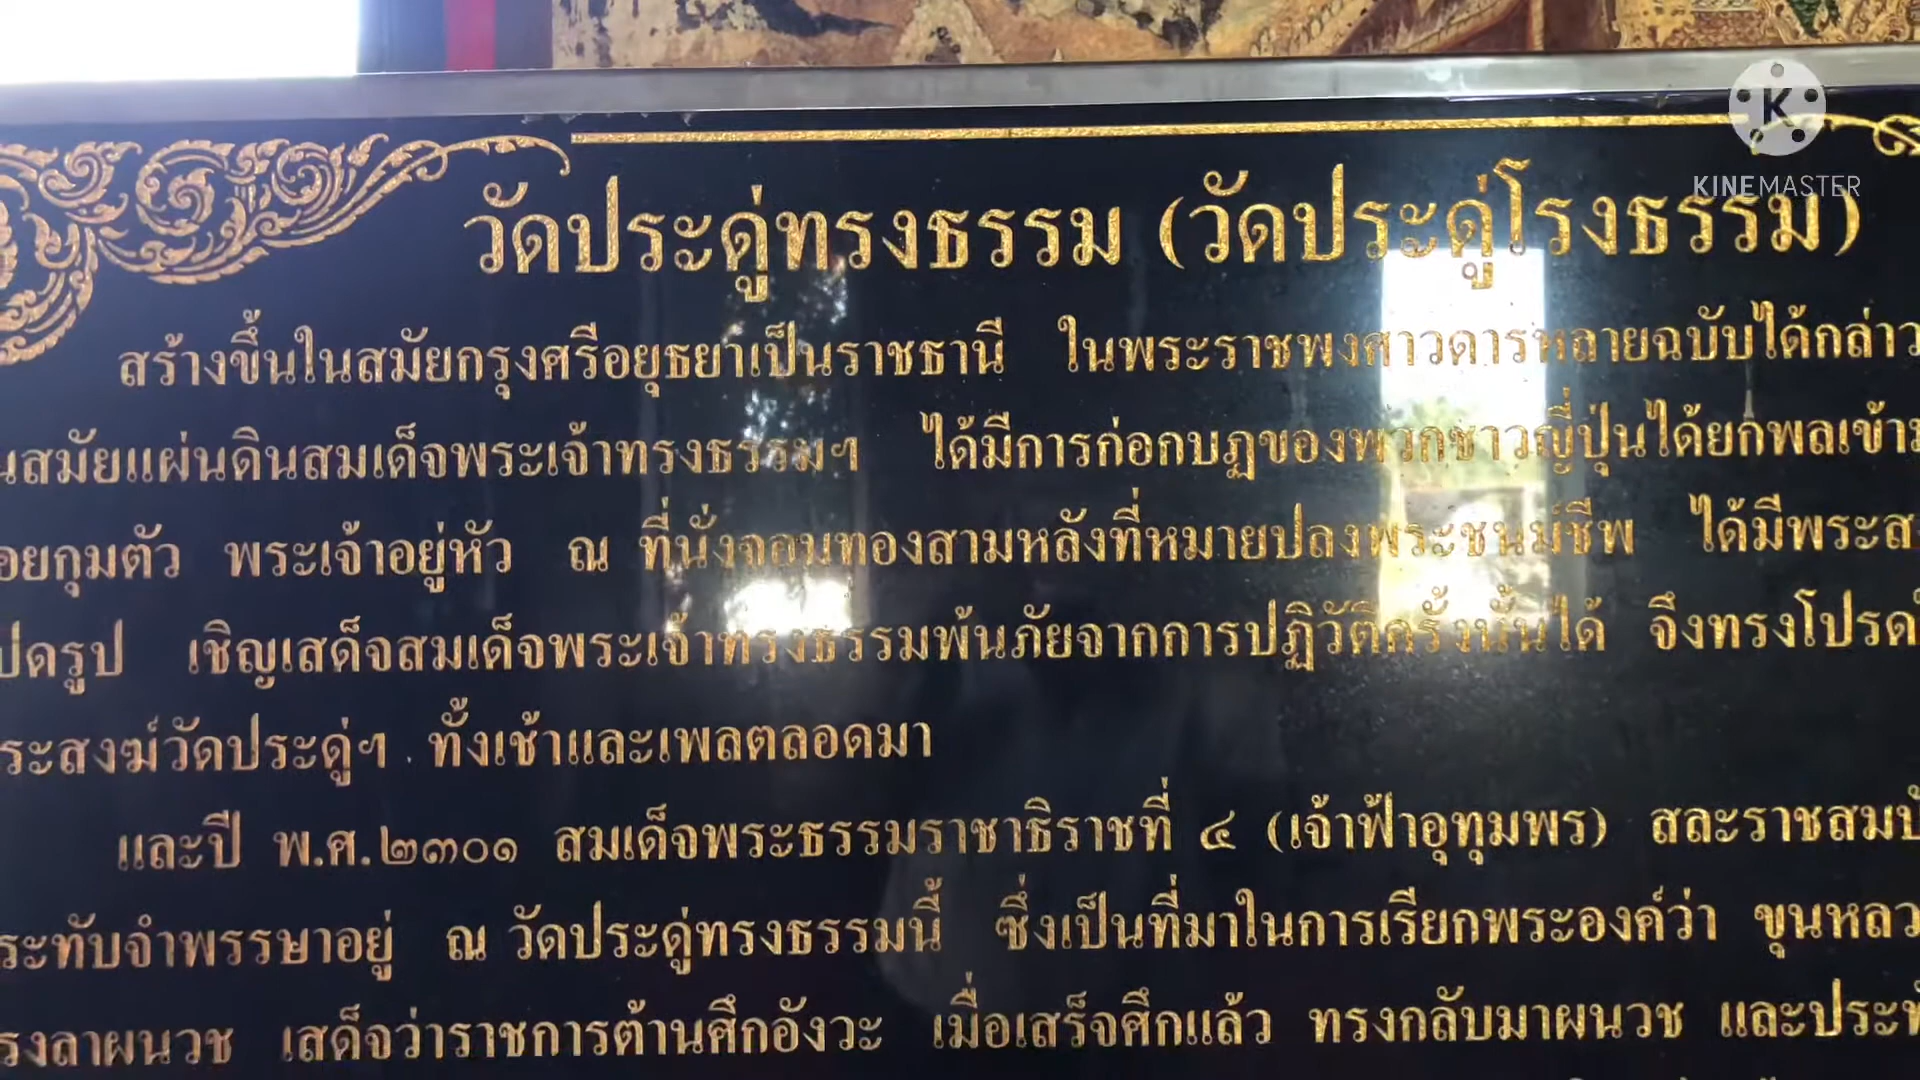 KINEMASTER
วัดประดู่ทรงธรรม (วัดประดู่โรงธรรม)
สร้างขึ้นในสมัยกรุงศรีอยุธยาเป็นราชธานี ในพระราชพงศาวดารหลายฉบับได้กล่าว
สมัยแผ่นดินสมเด็จพระเจ้าทรงธรรมฯ ได้มีการก่อกบฏของพวกชาวญี่ปุ่นได้ยกพลเข้า
กุมตัว พระเจ้าอยู่หัว ณ ที่นั่งจอมทองสามหลังที่หมายปลงพระชนม์ชีพ ได้มีพระ
รูป เชิญเสด็จสมเด็จพระเจ้าทรงธรรมพ้นภัยจากการปฏิวัติครั้งนั้นได้ จึงทรงโปรด
ระสงฆ์วัดประดู่ฯ ทั้งเช้าและเพลตลอดมา
และปี พ.ศ.๒๓๐๑ สมเด็จพระธรรมราชาธิราชที่ ๔ (เจ้าฟ้าอุทุมพร) สละราชสมบั
ระทับจำพรรษาอยู่ ณ วัดประดู่ทรงธรรมนี้ ซึ่งเป็นที่มาในการเรียกพระองค์ว่า ขุนหลว
รงลาผนวช เสด็จว่าราชการต้านศึกอังวะ เมื่อเสร็จศึกแล้ว ทรงกลับมาผนวช และประทั